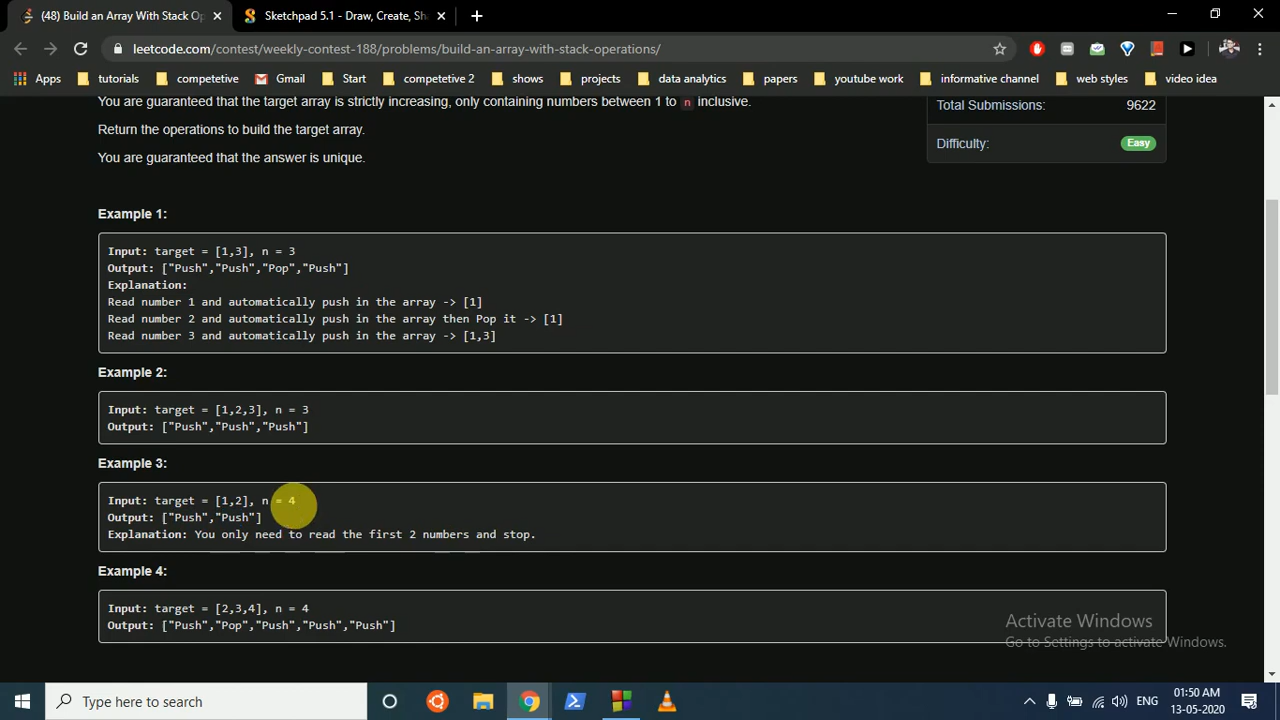 (48) Build an Array With Stack Op
Sketchpad 5.1 - Draw, Create, Sha
leetcode.com/contest/weekly-contest-188/problems/build-an-array-with-stack-operations/
Apps tutorials competetive Gmail Start competetive 2 shows projects data analytics papers youtube work informative channel web styles video idea
You are guaranteed that the target array is strictly increasing, only containing numbers between 1 to n inclusive.
Total Submissions: 9622
Return the operations to build the target array.
Difficulty: Easy
You are guaranteed that the answer is unique.
Example 1:
Input: target = [1,3], n = 3
Output: ["Push","Push","Pop","Push"]
Explanation:
Read number 1 and automatically push in the array -> [1]
Read number 2 and automatically push in the array then Pop it -> [1]
Read number 3 and automatically push in the array -> [1,3]
Example 2:
Input: target = [1,2,3], n = 3
Output: ["Push","Push","Push"]
Example 3:
Input: target = [1,2], n = 4
Output: ["Push","Push"]
Explanation: You only need to read the first 2 numbers and stop.
Example 4:
Input: target = [2,3,4], n = 4
Output: ["Push","Pop","Push","Push","Push"]
Activate Windows
Go to Settings to activate Windows.
Type here to search
ENG
01:50 AM
13-05-2020